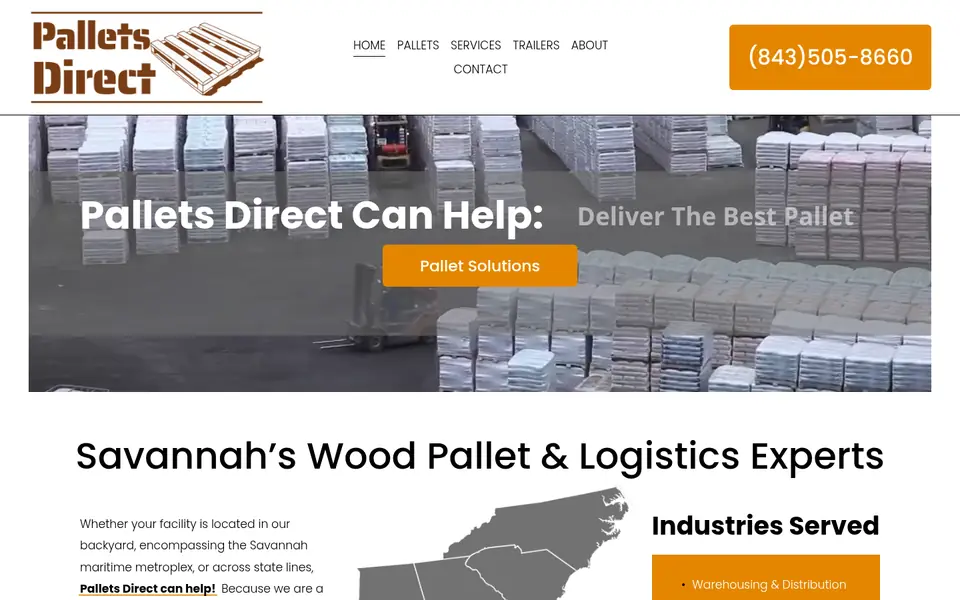 Pallets
Direct
HOME PALLETS SERVICES TRAILERS ABOUT
CONTACT
(843)505-8660
Pallets Direct Can Help: Deliver The Best Pallet
Pallet Solutions
Savannah’s Wood Pallet & Logistics Experts
Whether your facility is located in our
backyard, encompassing the Savannah
maritime metroplex, or across state lines,
Pallets Direct can help! Because we are a
Industries Served
• Warehousing & Distribution